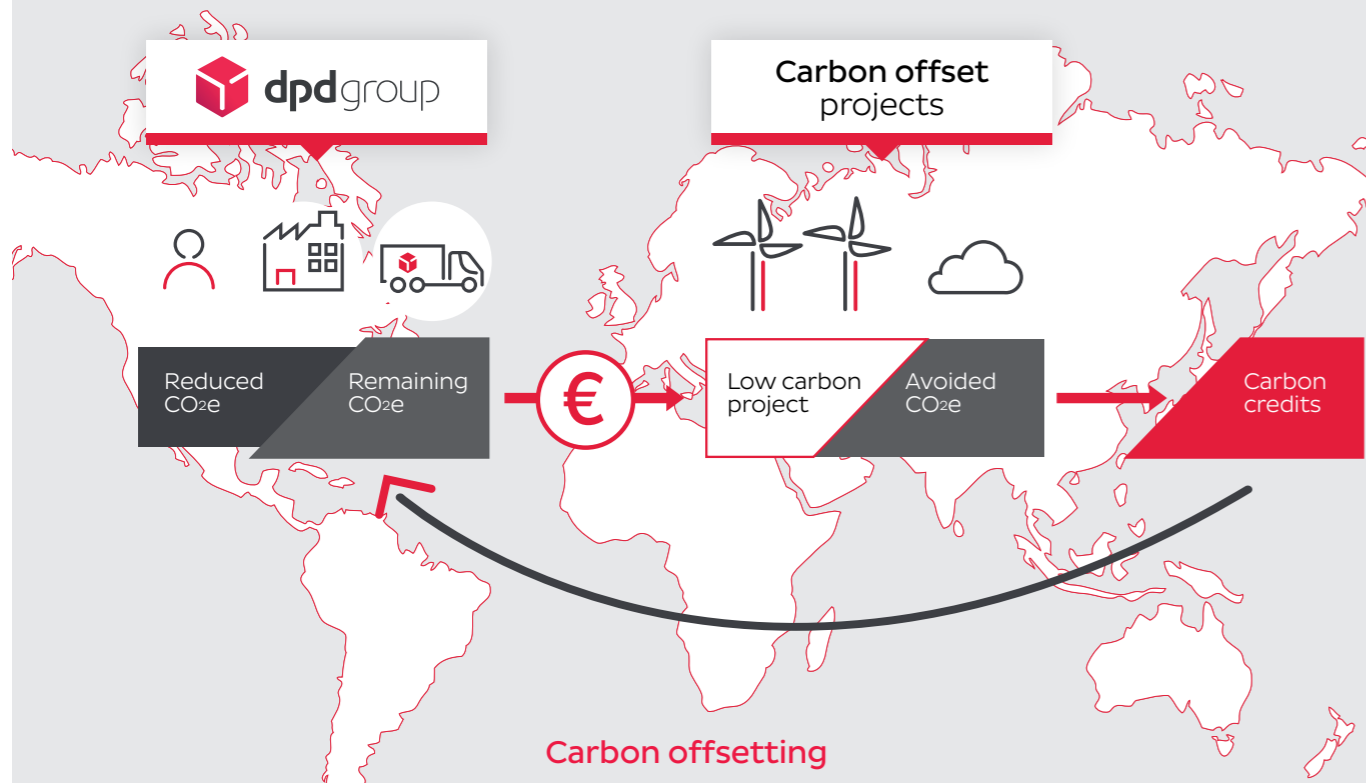 dpdgroup
Carbon offset
projects
Reduced
CO2e
Remaining
CO2e
€
Low carbon
project
Avoided
CO2e
Carbon
credits
Carbon offsetting